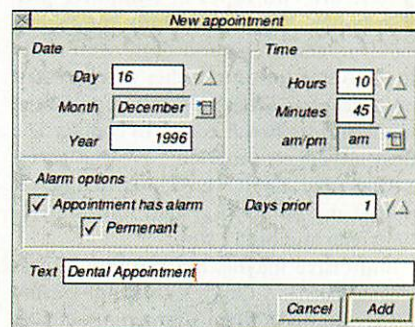 New appointment
Date
Day 16
Month December
Year 1996
Time
Hours 10
Minutes 45
am/pm am
Alarm options
Appointment has alarm
Days prior 1
Permenant
Text Dental Appointment
Cancel Add